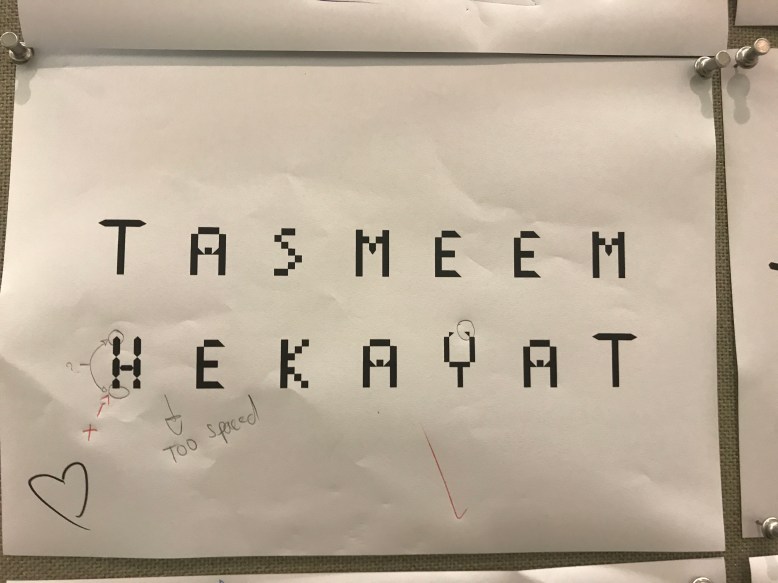 TASMEEM
HEKAYAT
?
+
TOO spaced